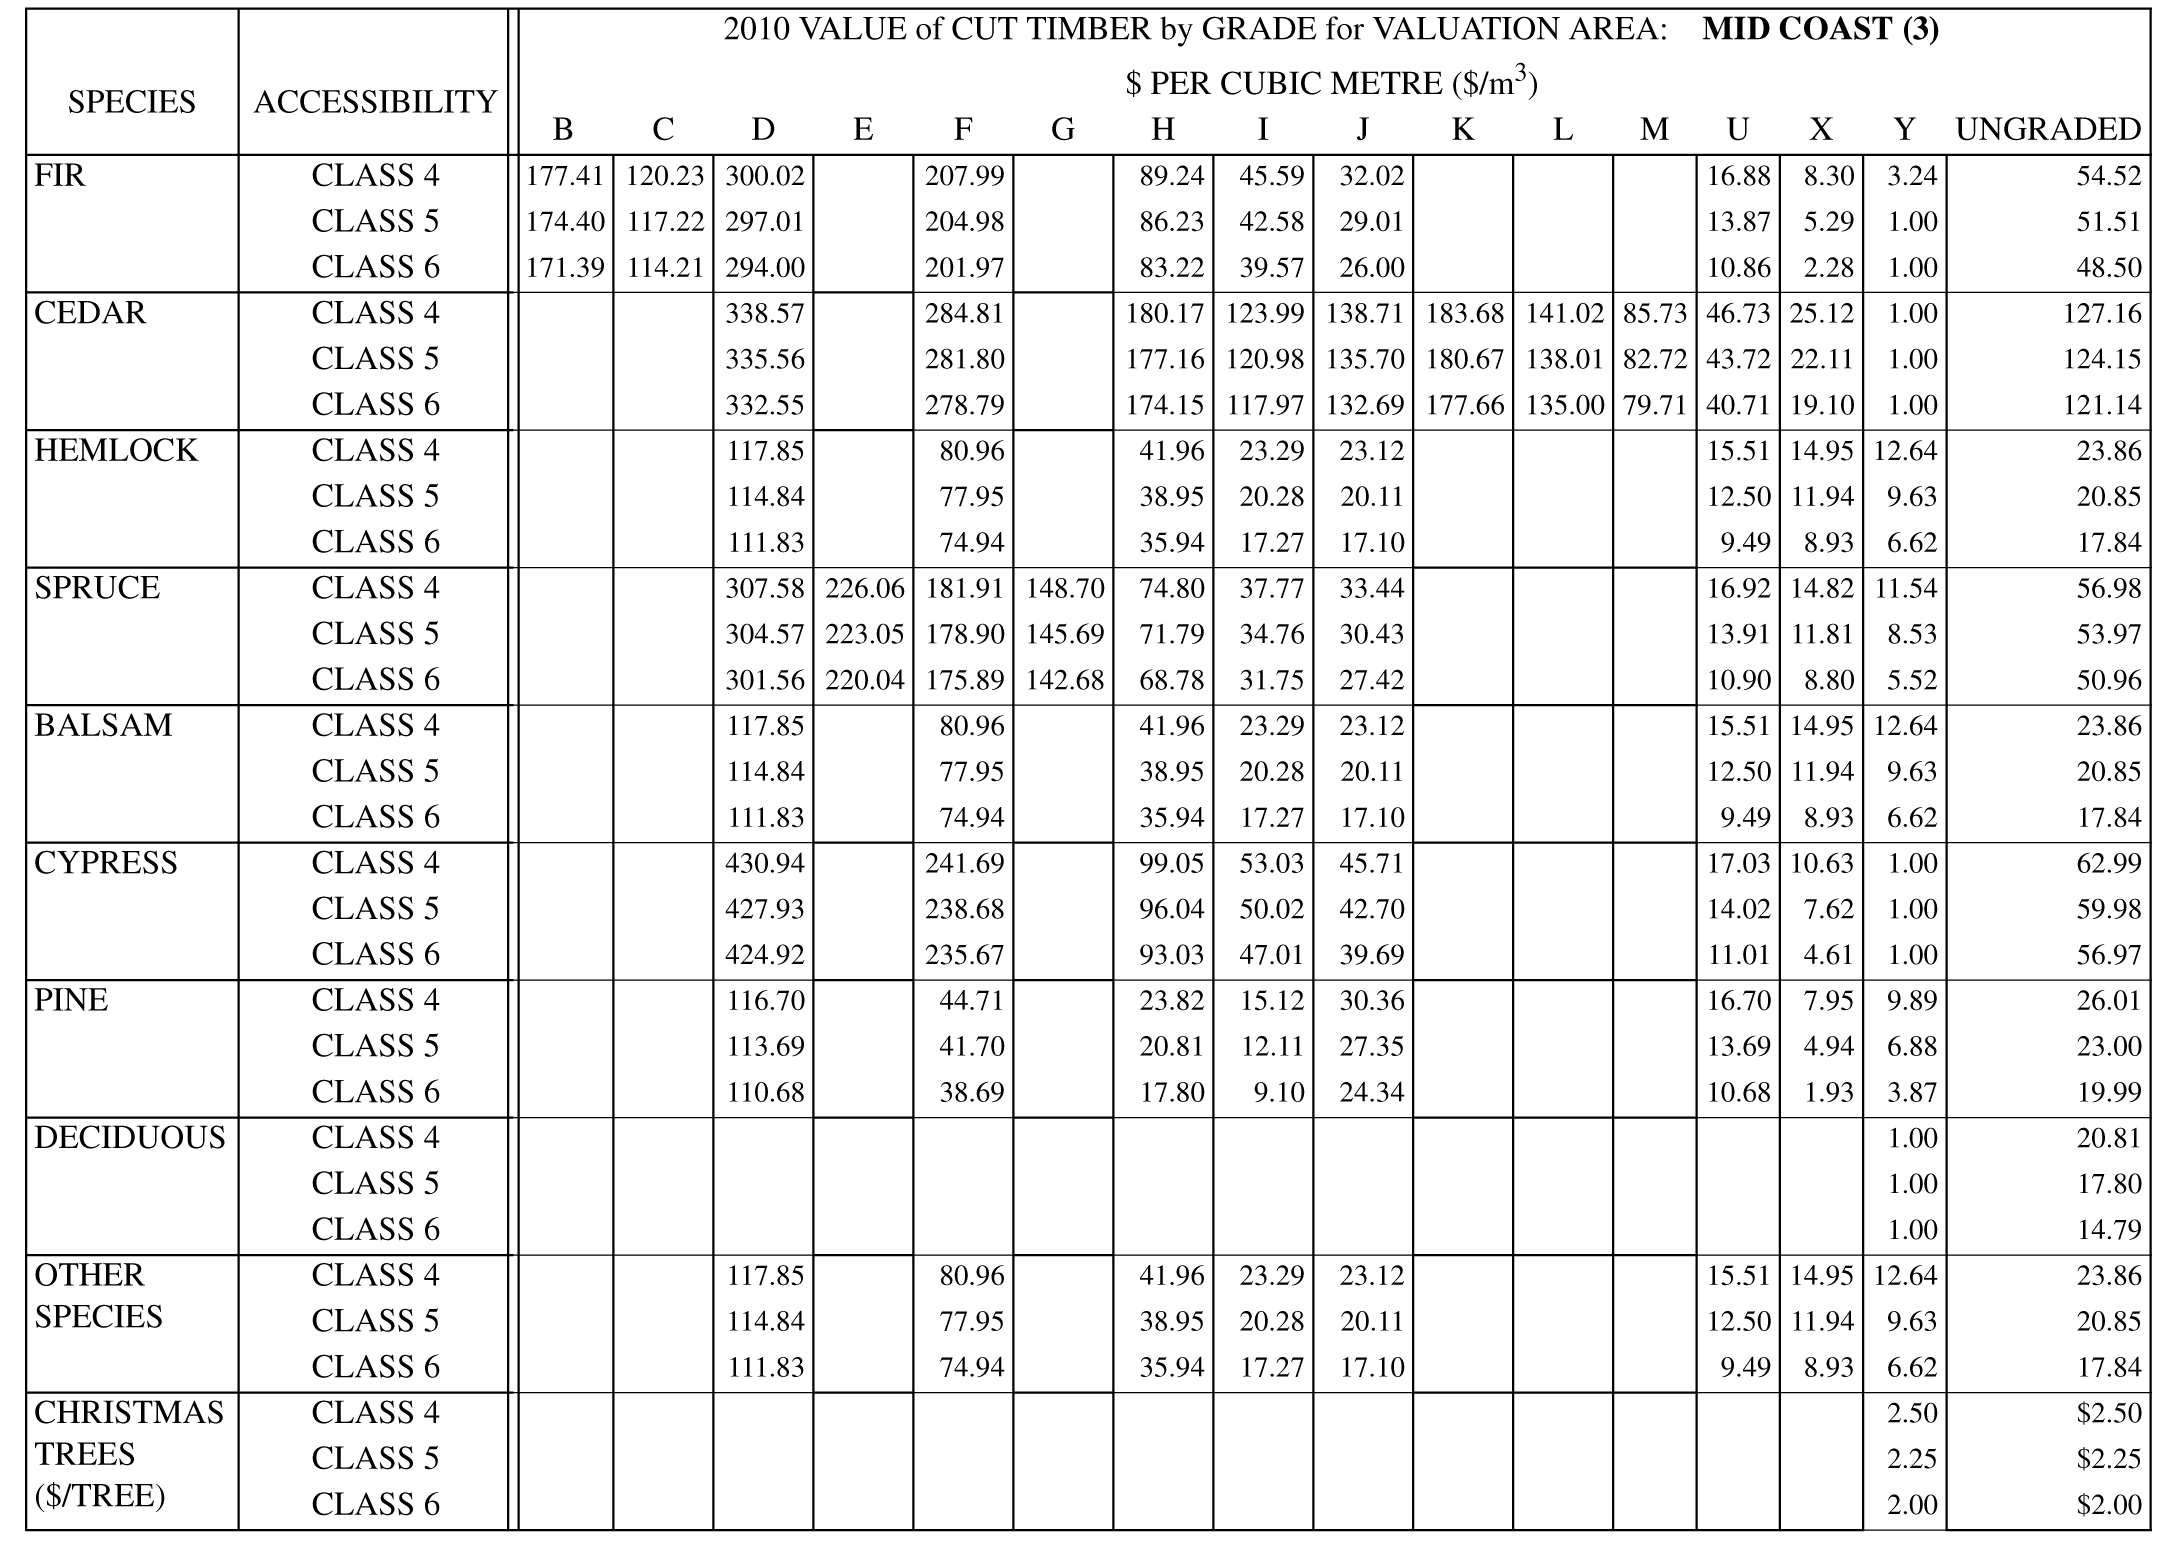 2010 VALUE of CUT TIMBER by GRADE for VALUATION AREA: MID COAST (3)
$ PER CUBIC METRE ($/m³)
SPECIES ACCESSIBILITY B C D E F G H I J K L M U X Y UNGRADED
FIR CLASS 4 177.41 120.23 300.02 207.99 89.24 45.59 32.02 16.88 8.30 3.24 54.52
CLASS 5 174.40 117.22 297.01 204.98 86.23 42.58 29.01 13.87 5.29 1.00 51.51
CLASS 6 171.39 114.21 294.00 201.97 83.22 39.57 26.00 10.86 2.28 1.00 48.50
CEDAR CLASS 4 338.57 284.81 180.17 123.99 138.71 183.68 141.02 85.73 46.73 25.12 1.00 127.16
CLASS 5 335.56 281.80 177.16 120.98 135.70 180.67 138.01 82.72 43.72 22.11 1.00 124.15
CLASS 6 332.55 278.79 174.15 117.97 132.69 177.66 135.00 79.71 40.71 19.10 1.00 121.14
HEMLOCK CLASS 4 117.85 80.96 41.96 23.29 23.12 15.51 14.95 12.64 23.86
CLASS 5 114.84 77.95 38.95 20.28 20.11 12.50 11.94 9.63 20.85
CLASS 6 111.83 74.94 35.94 17.27 17.10 9.49 8.93 6.62 17.84
SPRUCE CLASS 4 307.58 226.06 181.91 148.70 74.80 37.77 33.44 16.92 14.82 11.54 56.98
CLASS 5 304.57 223.05 178.90 145.69 71.79 34.76 30.43 13.91 11.81 8.53 53.97
CLASS 6 301.56 220.04 175.89 142.68 68.78 31.75 27.42 10.90 8.80 5.52 50.96
BALSAM CLASS 4 117.85 80.96 41.96 23.29 23.12 15.51 14.95 12.64 23.86
CLASS 5 114.84 77.95 38.95 20.28 20.11 12.50 11.94 9.63 20.85
CLASS 6 111.83 74.94 35.94 17.27 17.10 9.49 8.93 6.62 17.84
CYPRESS CLASS 4 430.94 241.69 99.05 53.03 45.71 17.03 10.63 1.00 62.99
CLASS 5 427.93 238.68 96.04 50.02 42.70 14.02 7.62 1.00 59.98
CLASS 6 424.92 235.67 93.03 47.01 39.69 11.01 4.61 1.00 56.97
PINE CLASS 4 116.70 44.71 23.82 15.12 30.36 16.70 7.95 9.89 26.01
CLASS 5 113.69 41.70 20.81 12.11 27.35 13.69 4.94 6.88 23.00
CLASS 6 110.68 38.69 17.80 9.10 24.34 10.68 1.93 3.87 19.99
DECIDUOUS CLASS 4 1.00 20.81
CLASS 5 1.00 17.80
CLASS 6 1.00 14.79
OTHER CLASS 4 117.85 80.96 41.96 23.29 23.12 15.51 14.95 12.64 23.86
SPECIES CLASS 5 114.84 77.95 38.95 20.28 20.11 12.50 11.94 9.63 20.85
CLASS 6 111.83 74.94 35.94 17.27 17.10 9.49 8.93 6.62 17.84
CHRISTMAS CLASS 4 2.50 $2.50
TREES CLASS 5 2.25 $2.25
($/TREE) CLASS 6 2.00 $2.00